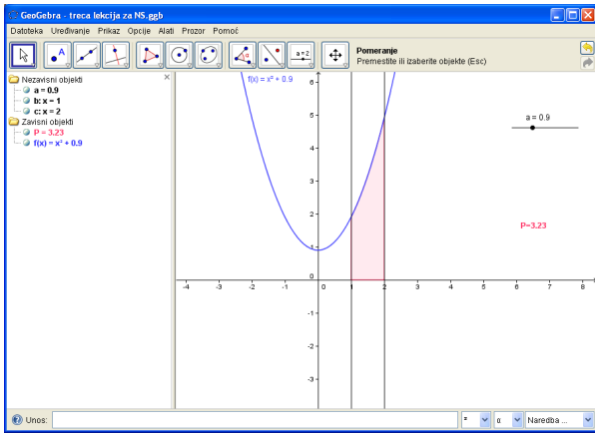 GeoGebra - treca lekcija za NS.ggb
Datoteka Uređivanje Prikaz Opcije Alati Prozor Pomoć
A
a=2
Pomeranje
Premestite ili izaberite objekte (Esc)
Nezavisni objekti
a = 0.9
b: x = 1
c: x = 2
Zavisni objekti
P = 3.23
f(x) = x² + 0.9
f(x) = x² + 0.9
a = 0.9
P=3.23
6
5
4
3
2
1
0
-1
-2
-3
-4 -3 -2 -1 0 1 2 3 4 5 6 7 8
Unos:
² α Naredba ...